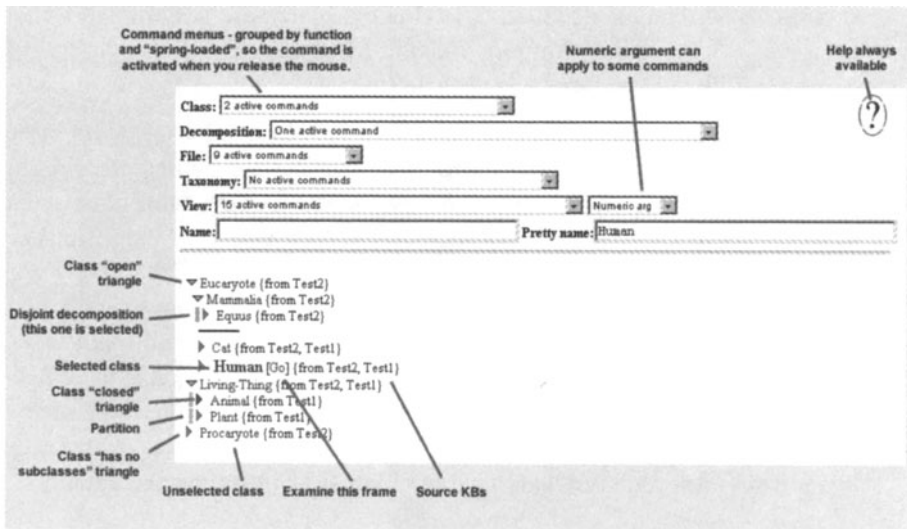 Command menus - grouped by function
and "spring-loaded", so the command is
activated when you release the mouse.
Numeric argument can
apply to some commands
Help always
available
Class: 2 active commands
?
Decomposition: One active command
File: 9 active commands
Taxonomy: No active commands
View: 16 active commands Numeric arg
Name: Pretty name: Human
Class "open"
triangle
Eucaryote {from Test2}
Mammalia {from Test2}
Disjoint decomposition
(this one is selected)
Equus {from Test2}
Cat {from Test2, Test1}
Selected class
Human [Go] {from Test2, Test1}
Living-Thing {from Test2, Test1}
Class "closed"
triangle
Animal {from Test1}
Partition
Plant {from Test1}
Procaryote {from Test2}
Class "has no
subclasses" triangle
Unselected class Examine this frame Source KBs